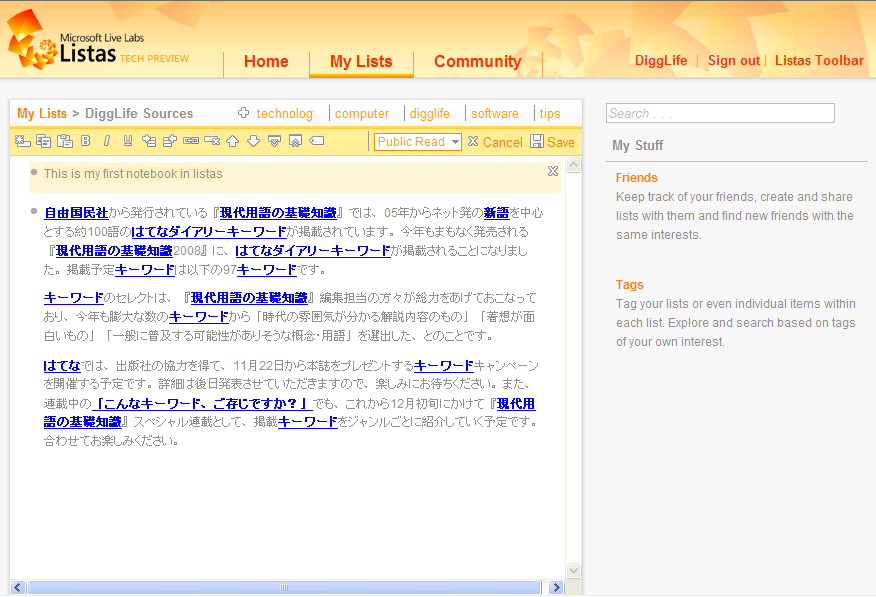 Microsoft Live Labs
Listas TECH PREVIEW
Home My Lists Community
DiggLife | Sign out | Listas Toolbar
My Lists > DiggLife Sources technolog computer digglife software tips
B I U Public Read Cancel Save
This is my first notebook in listas
自由国民社から発行されている『現代用語の基礎知識』では、05年からネット発の新語を中心
とする約100語のはてなダイアリーキーワードが掲載されています。今年もまもなく発売される
『現代用語の基礎知識2008』に、はてなダイアリーキーワードが掲載されることになりまし
た。掲載予定キーワードは以下の97キーワードです。
キーワードのセレクトは、『現代用語の基礎知識』編集担当の方々が総力をあげておこなって
おり、今年も膨大な数のキーワードから「時代の雰囲気が分かる解説内容のもの」「着想が面
白いもの」「一般に普及する可能性がありそうな概念・用語」を選出した、とのことです。
はてなでは、出版社の協力を得て、11月22日から本誌をプレゼントするキーワードキャンペーン
を開催する予定です。詳細は後日発表させていただきますので、楽しみにお待ちください。また、
連載中の「こんなキーワード、ご存じですか？」でも、これから12月初旬にかけて『現代用
語の基礎知識』スペシャル連載として、掲載キーワードをジャンルごとに紹介していく予定です。
合わせてお楽しみください。
Search . . .
My Stuff
Friends
Keep track of your friends, create and share
lists with them and find new friends with the
same interests.
Tags
Tag your lists or even individual items within
each list. Explore and search based on tags
of your own interest.